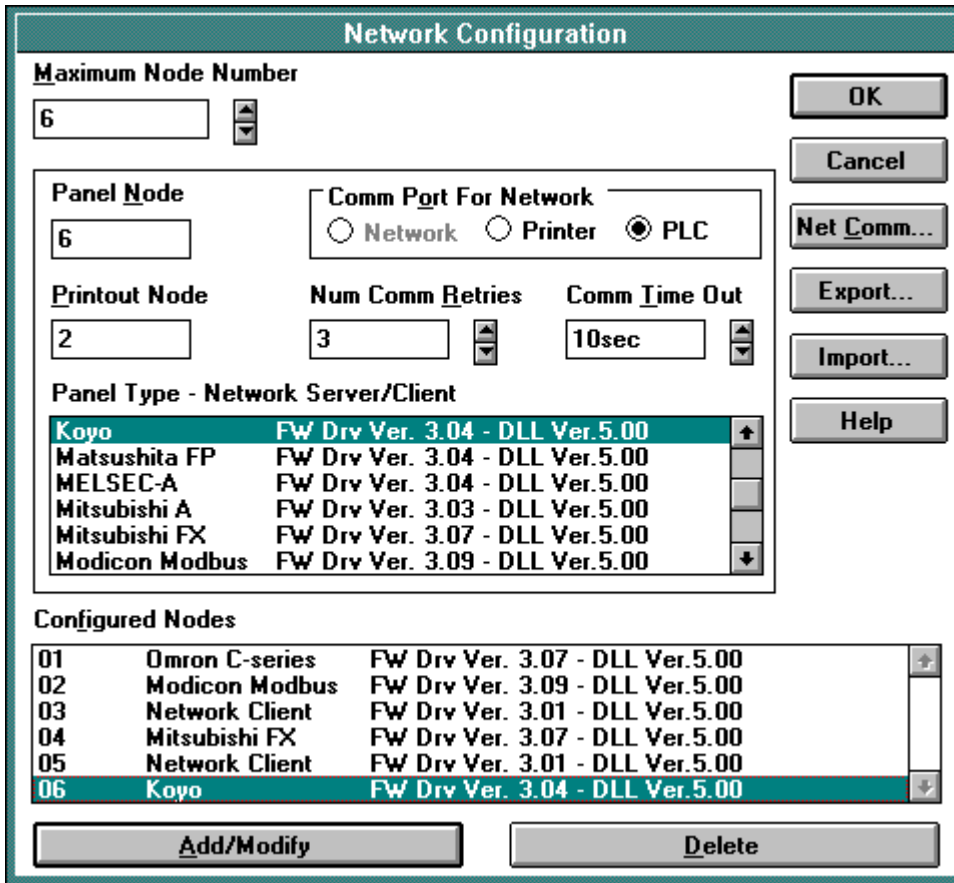 Network Configuration
Maximum Node Number
6
OK
Cancel
Net Comm...
Export...
Import...
Help
Panel Node
6
Comm Port For Network
Network Printer PLC
Printout Node
2
Num Comm Retries
3
Comm Time Out
10sec
Panel Type - Network Server/Client
Koyo FW Drv Ver. 3.04 - DLL Ver.5.00
Matsushita FP FW Drv Ver. 3.04 - DLL Ver.5.00
MELSEC-A FW Drv Ver. 3.04 - DLL Ver.5.00
Mitsubishi A FW Drv Ver. 3.03 - DLL Ver.5.00
Mitsubishi FX FW Drv Ver. 3.07 - DLL Ver.5.00
Modicon Modbus FW Drv Ver. 3.09 - DLL Ver.5.00
Configured Nodes
01 Omron C-series FW Drv Ver. 3.07 - DLL Ver.5.00
02 Modicon Modbus FW Drv Ver. 3.09 - DLL Ver.5.00
03 Network Client FW Drv Ver. 3.01 - DLL Ver.5.00
04 Mitsubishi FX FW Drv Ver. 3.07 - DLL Ver.5.00
05 Network Client FW Drv Ver. 3.01 - DLL Ver.5.00
06 Koyo FW Drv Ver. 3.04 - DLL Ver.5.00
Add/Modify
Delete